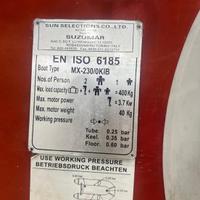 SUN SELECTIONS CO., LTD.
SUZUMAR
EN ISO 6185
Boat Type MX-230/0KIB
Nos.of Person 2 1
Max. load capacity = 400 Kg
Max. motor power = 3.7 Kw
Max. motor weight 40 Kg
Working pressure
Tube: 0.25 bar
Keel: 0.35 bar
Floor: 0.60 bar
USE WORKING PRESSURE
BETRIEBSDRUCK BEACHTEN